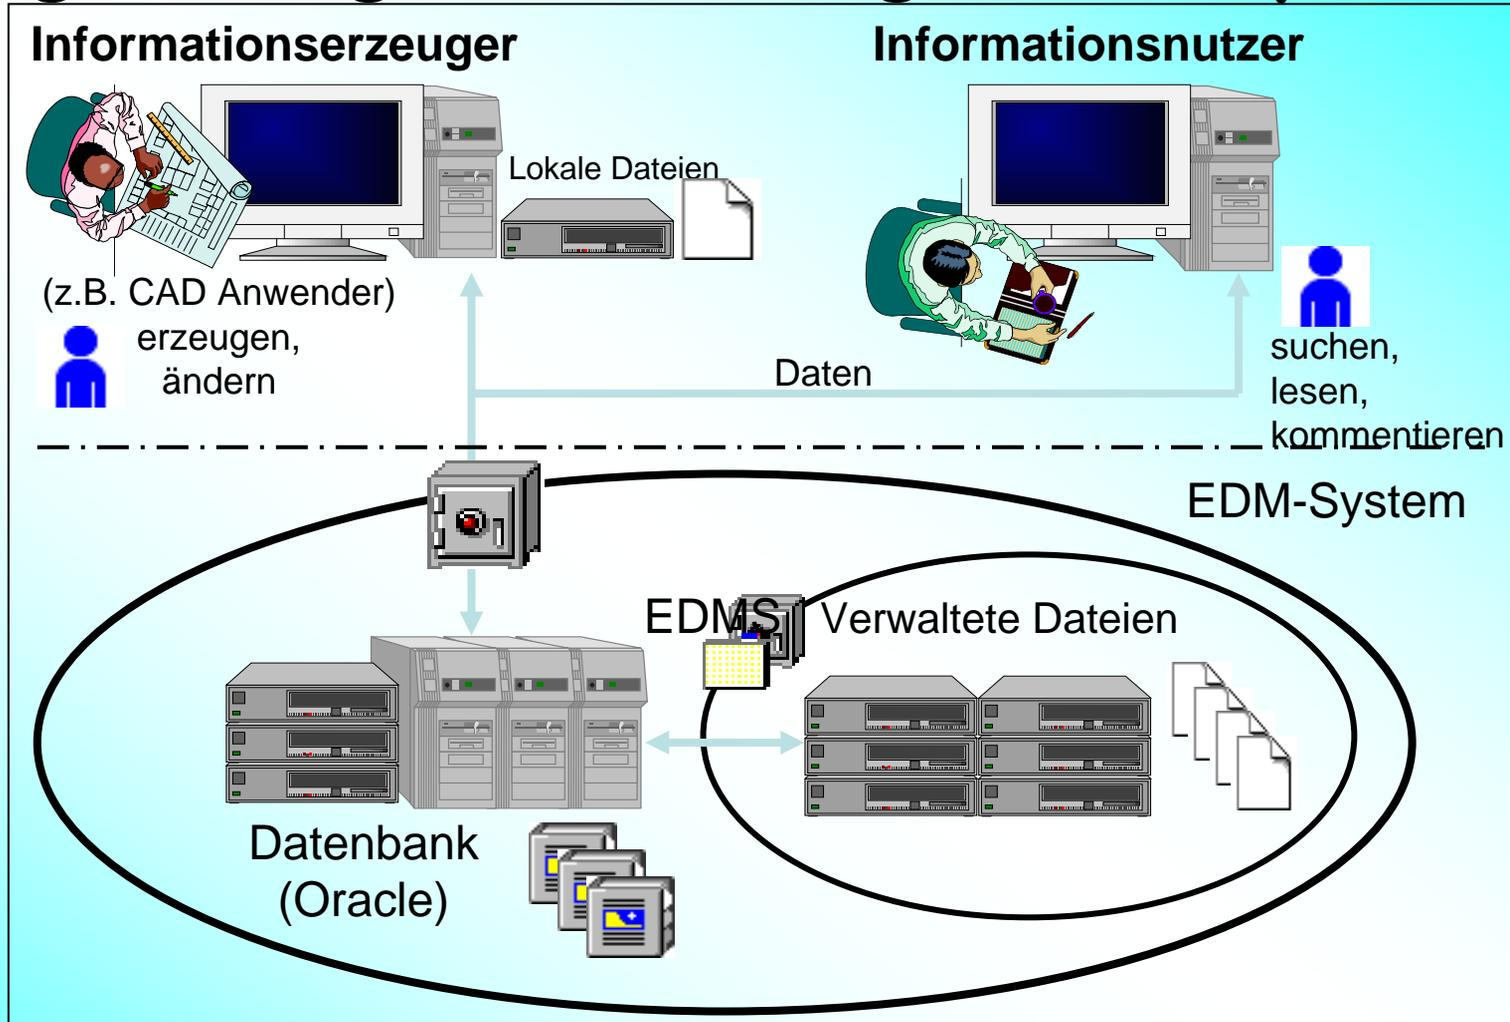 Informationserzeuger
Informationsnutzer
Lokale Dateien
(z.B. CAD Anwender)
erzeugen,
ändern
Daten
suchen,
lesen,
kommentieren
EDM-System
EDMS
Verwaltete Dateien
Datenbank
(Oracle)